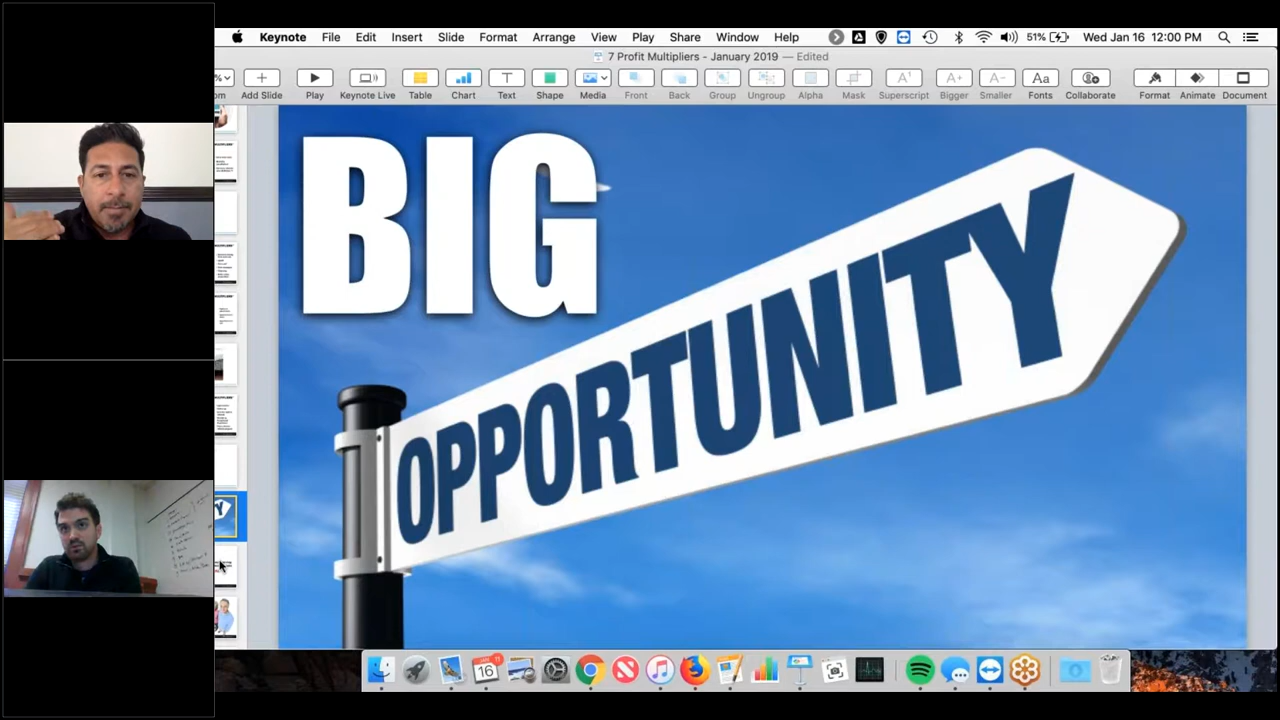 Keynote File Edit Insert Slide Format Arrange View Play Share Window Help 51% Wed Jan 16 12:00 PM
7 Profit Multipliers - January 2019 — Edited
Add Slide Play Keynote Live Table Chart Text Shape Media Front Back Group Ungroup Alpha Mask Superscript Bigger Smaller Fonts Collaborate Format Animate Document
BIG
OPPORTUNITY
JAN
16